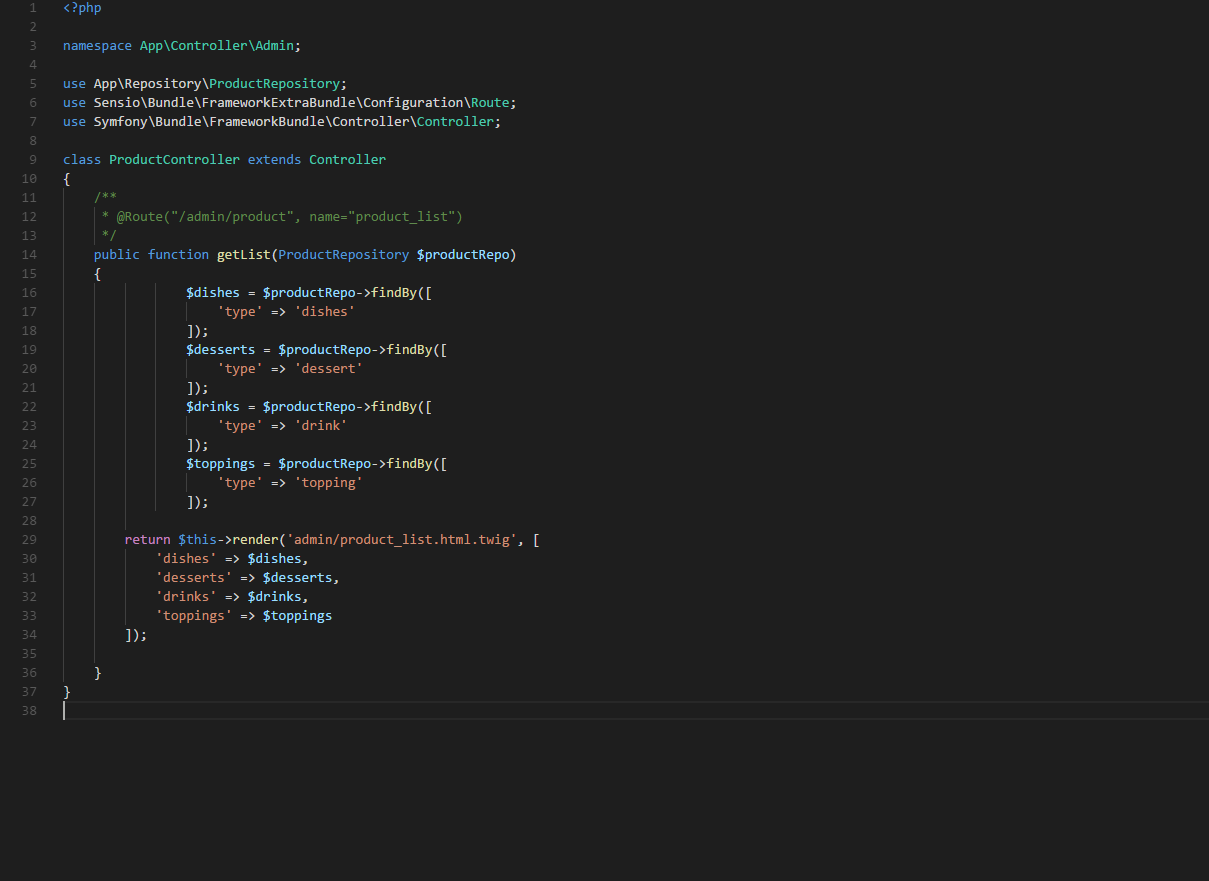 1 <?php
2
3 namespace App\Controller\Admin;
4
5 use App\Repository\ProductRepository;
6 use Sensio\Bundle\FrameworkExtraBundle\Configuration\Route;
7 use Symfony\Bundle\FrameworkBundle\Controller\Controller;
8
9 class ProductController extends Controller
10 {
11     /**
12      * @Route("/admin/product", name="product_list")
13      */
14     public function getList(ProductRepository $productRepo)
15     {
16                 $dishes = $productRepo->findBy([
17                     'type' => 'dishes'
18                 ]);
19                 $desserts = $productRepo->findBy([
20                     'type' => 'dessert'
21                 ]);
22                 $drinks = $productRepo->findBy([
23                     'type' => 'drink'
24                 ]);
25                 $toppings = $productRepo->findBy([
26                     'type' => 'topping'
27                 ]);
28
29         return $this->render('admin/product_list.html.twig', [
30             'dishes' => $dishes,
31             'desserts' => $desserts,
32             'drinks' => $drinks,
33             'toppings' => $toppings
34         ]);
35
36     }
37 }
38